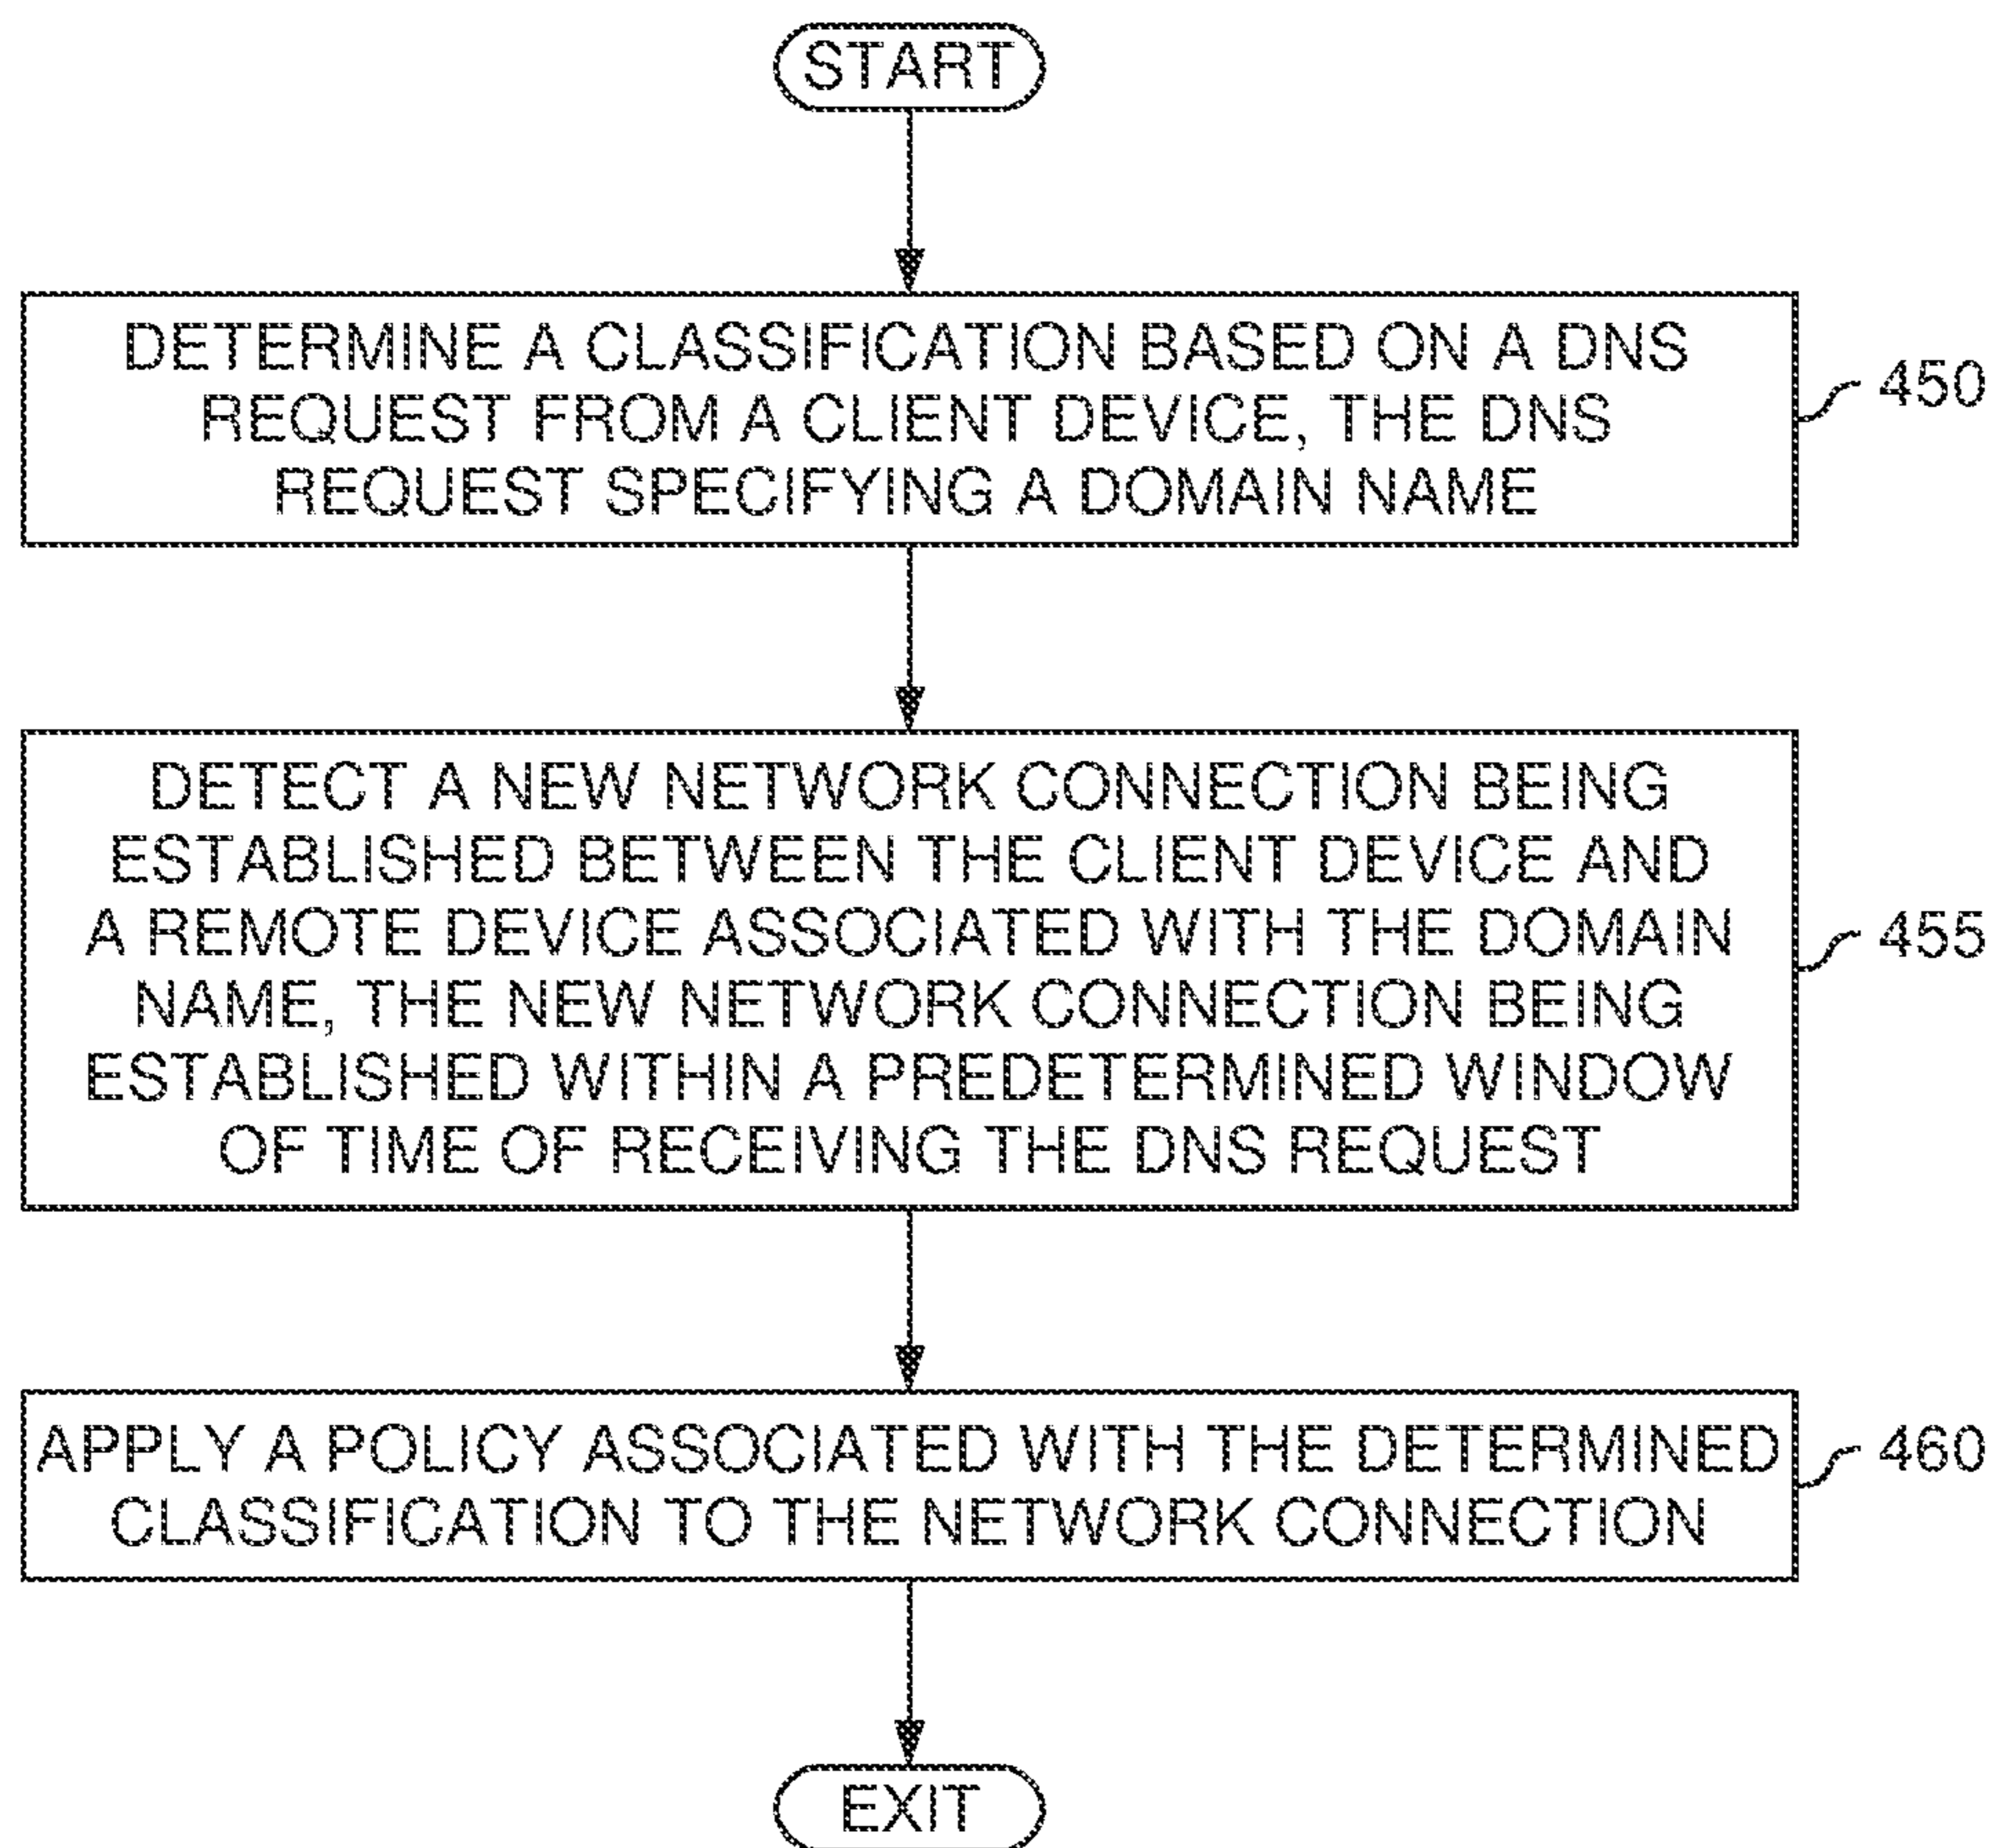 START
DETERMINE A CLASSIFICATION BASED ON A DNS
REQUEST FROM A CLIENT DEVICE, THE DNS
REQUEST SPECIFYING A DOMAIN NAME
450
DETECT A NEW NETWORK CONNECTION BEING
ESTABLISHED BETWEEN THE CLIENT DEVICE AND
A REMOTE DEVICE ASSOCIATED WITH THE DOMAIN
NAME, THE NEW NETWORK CONNECTION BEING
ESTABLISHED WITHIN A PREDETERMINED WINDOW
OF TIME OF RECEIVING THE DNS REQUEST
455
APPLY A POLICY ASSOCIATED WITH THE DETERMINED
CLASSIFICATION TO THE NETWORK CONNECTION
460
EXIT